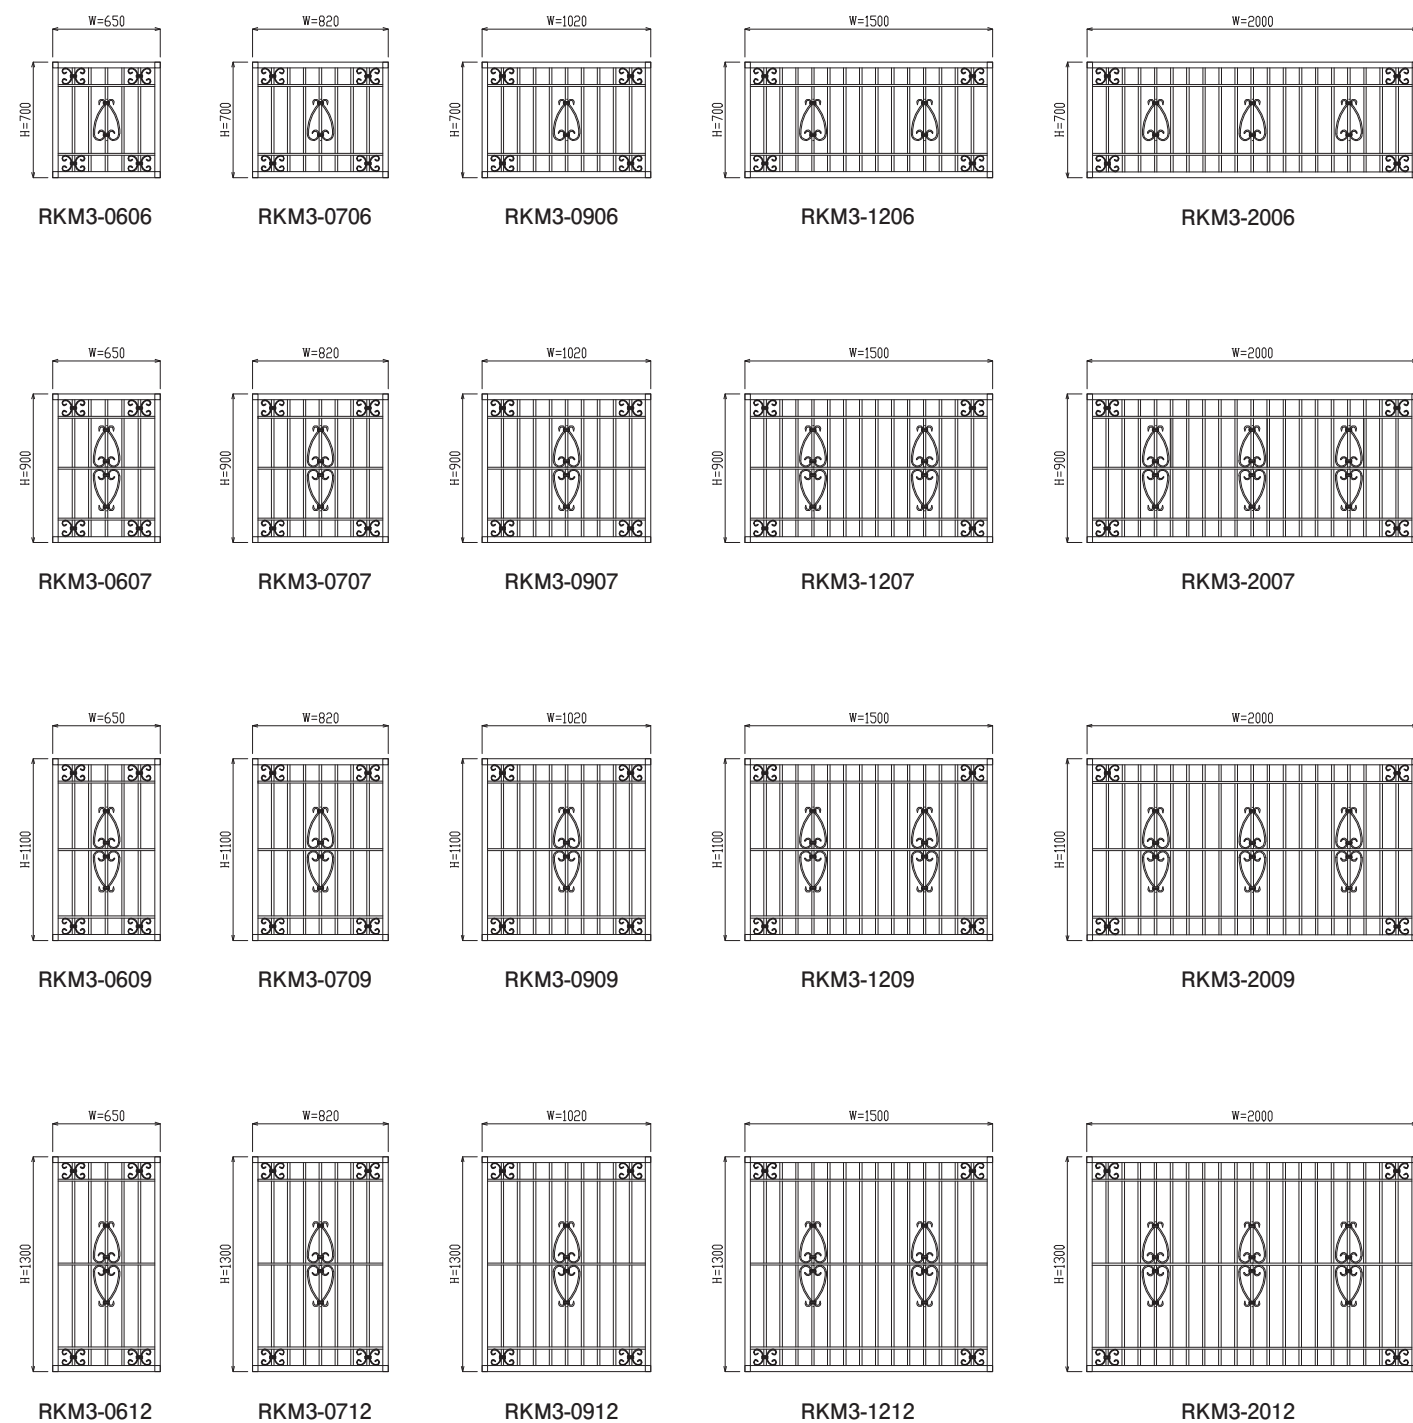 W=650 W=820 W=1020 W=1500 W=2000
H=700 H=700 H=700 H=700 H=700
RKM3-0606 RKM3-0706 RKM3-0906 RKM3-1206 RKM3-2006
W=650 W=820 W=1020 W=1500 W=2000
H=900 H=900 H=900 H=900 H=900
RKM3-0607 RKM3-0707 RKM3-0907 RKM3-1207 RKM3-2007
W=650 W=820 W=1020 W=1500 W=2000
H=1100 H=1100 H=1100 H=1100 H=1100
RKM3-0609 RKM3-0709 RKM3-0909 RKM3-1209 RKM3-2009
W=650 W=820 W=1020 W=1500 W=2000
H=1300 H=1300 H=1300 H=1300 H=1300
RKM3-0612 RKM3-0712 RKM3-0912 RKM3-1212 RKM3-2012